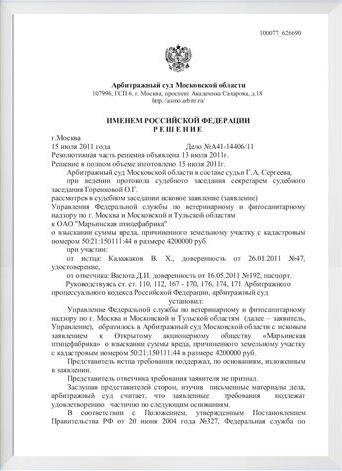 100077_626690
Арбитражный суд Московской области
107996, ГСП 6, г. Москва, проспект Академика Сахарова, д.18
http://asmo.arbitr.ru/
ИМЕНЕМ РОССИЙСКОЙ ФЕДЕРАЦИИ
Р Е Ш Е Н И Е
г.Москва
15 июля 2011 года Дело №А41-14406/11
Резолютивная часть решения объявлена 13 июля 2011г.
Решение в полном объеме изготовлено 15 июля 2011г.
Арбитражный суд Московской области в составе судьи Г.А. Сергеева,
при ведении протокола судебного заседания секретарем судебного
заседания Горенковой О.Г.
рассмотрев в судебном заседании исковое заявление (заявление)
Управления Федеральной службы по ветеринарному и фитосанитарному
надзору по г. Москва и Московской и Тульской областям
к ОАО "Марьинская птицефабрика"
о взыскании суммы вреда, причиненного земельному участку с кадастровым
номером 50:21:150111:44 в размере 4200000 руб.
при участии:
от истца: Калажаков В. Х., доверенность от 26.01.2011 №47,
удостоверение,
от ответчика: Васюта Д.И. доверенность от 16.05.2011 №192, паспорт.
Руководствуясь ст. ст. 110, 112, 167 - 170, 176, 174, 171 Арбитражного
процессуального кодекса Российской Федерации, арбитражный суд
установил:
Управление Федеральной службы по ветеринарному и фитосанитарному
надзору по г. Москва и Московской и Тульской областям (далее – заявитель,
Управление), обратилось в Арбитражный суд Московской области с исковым
заявлением к Открытому акционерному обществу «Марьинская
птицефабрика» о взыскании суммы вреда, причиненного земельному участку
с кадастровым номером 50:21:150111:44 в размере 4200000 руб.
Представитель истца требования поддержал, по основаниям, изложенным
в заявлении.
Представитель ответчика требования заявителя не признал.
Заслушав представителей сторон, изучив письменные материалы дела,
арбитражный суд считает, что заявленные требования подлежат
удовлетворению частично по следующим основаниям.
В соответствии с Положением, утвержденным Постановлением
Правительства РФ от 20 июня 2004 года №327, Федеральная служба по